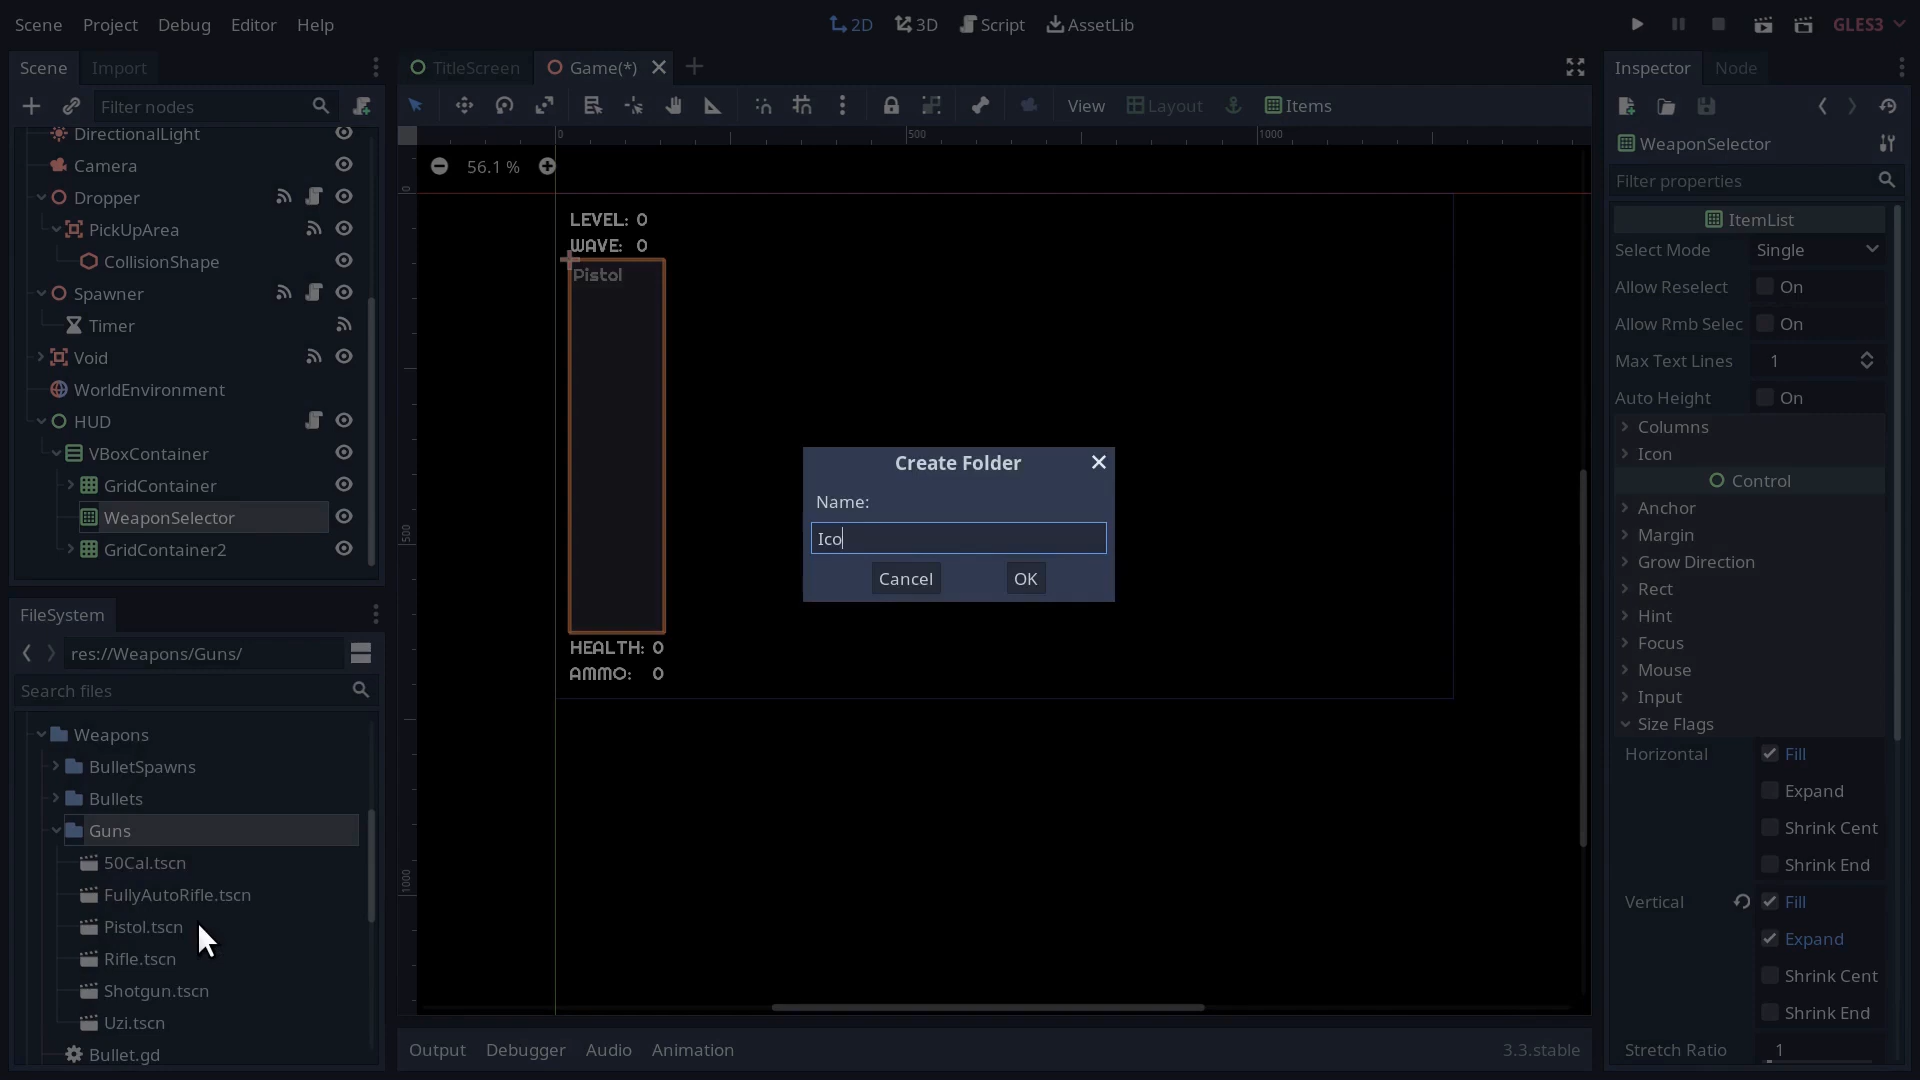 Scene Project Debug Editor Help
2D 3D Script AssetLib
GLES3
Scene Import
Filter nodes
DirectionalLight
Camera
Dropper
PickUpArea
CollisionShape
Spawner
Timer
Void
WorldEnvironment
HUD
VBoxContainer
GridContainer
WeaponSelector
GridContainer2
FileSystem
res://Weapons/Guns/
Search files
Weapons
BulletSpawns
Bullets
Guns
50Cal.tscn
FullyAutoRifle.tscn
Pistol.tscn
Rifle.tscn
Shotgun.tscn
Uzi.tscn
Bullet.gd
TitleScreen Game(*)
View Layout Items
0 500 1000
0
500
1000
56.1 %
LEVEL: 0
WAVE: 0
Pistol
HEALTH: 0
AMMO: 0
Create Folder
Name:
Ico
Cancel OK
Output Debugger Audio Animation 3.3.stable
Inspector Node
WeaponSelector
Filter properties
ItemList
Select Mode Single
Allow Reselect On
Allow Rmb Selec On
Max Text Lines 1
Auto Height On
Columns
Icon
Control
Anchor
Margin
Grow Direction
Rect
Hint
Focus
Mouse
Input
Size Flags
Horizontal Fill
Expand
Shrink Cent
Shrink End
Vertical Fill
Expand
Shrink Cent
Shrink End
Stretch Ratio 1